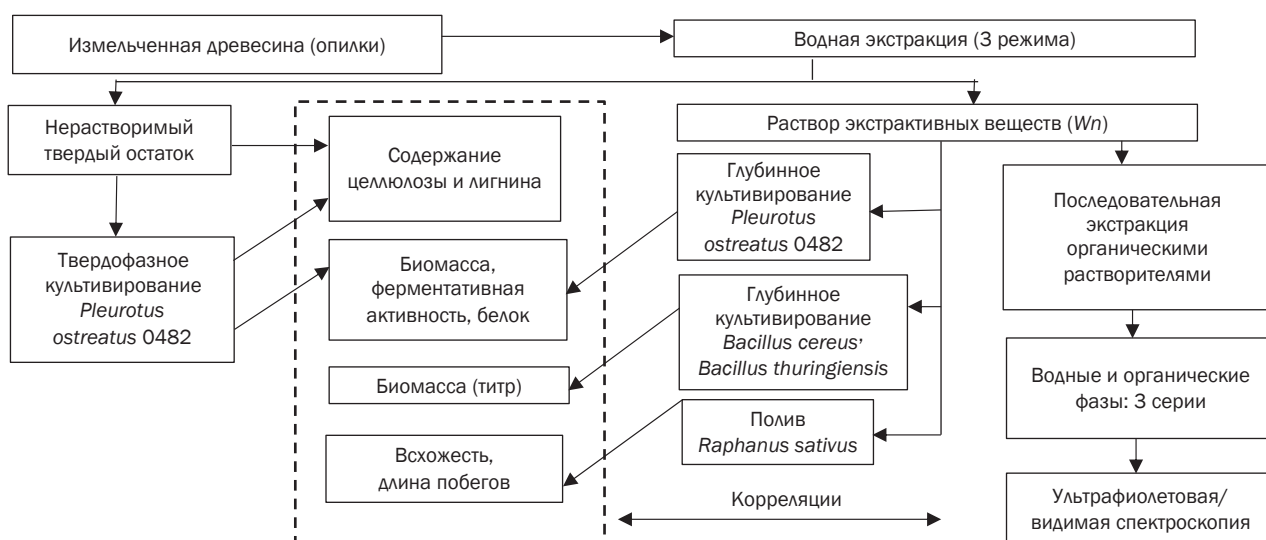 Измельченная древесина (опилки)
Водная экстракция (3 режима)
Нерастворимый
твердый остаток
Содержание
целлюлозы и лигнина
Раствор экстрактивных веществ (Wn)
Глубинное
культивирование
Pleurotus
ostreatus 0482
Последовательная
экстракция
органическими
растворителями
Твердофазное
культивирование
Pleurotus
ostreatus 0482
Биомасса,
ферментативная
активность, белок
Глубинное
культивирование
Bacillus cereus,
Bacillus thuringiensis
Биомасса (титр)
Водные и органические
фазы: 3 серии
Полив
Raphanus sativus
Всхожесть,
длина побегов
Корреляции
Ультрафиолетовая/
видимая спектроскопия